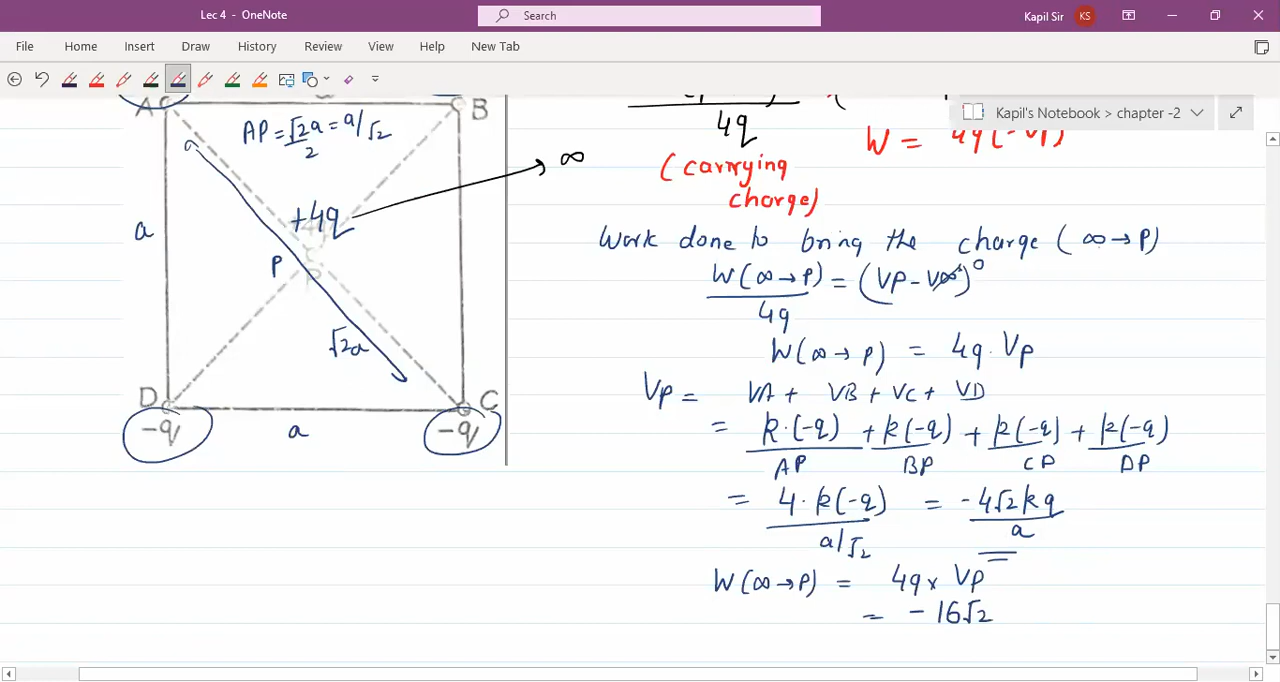 Lec 4 - OneNote
Search
Kapil Sir KS
File Home Insert Draw History Review View Help New Tab
Kapil's Notebook > chapter -2
A B
AP = √2a/2 = a/√2
4q
W = 4q(-VP)
(carrying
charge)
∞
a
+4q
P
√2a
D C
-q -q
a
Work done to bring the charge (∞→P)
W(∞→P)/4q = (VP - V∞)⁰
W(∞→P) = 4q. VP
VP = VA + VB + VC + VD
= k.(-q)/AP + k(-q)/BP + k(-q)/CP + k(-q)/DP
= 4.k(-q)/a/√2 = -4√2kq/a
W(∞→P) = 4q x VP
= -16√2